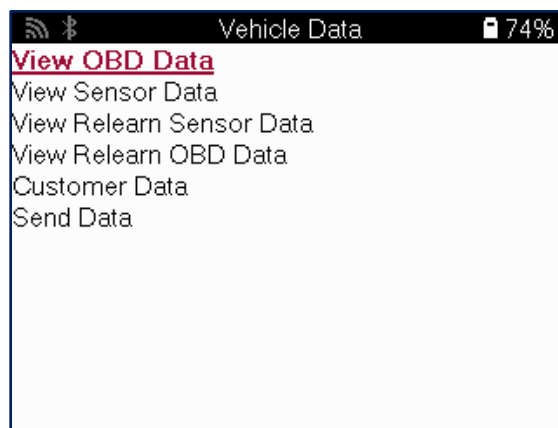 Vehicle Data 74%
View OBD Data
View Sensor Data
View Relearn Sensor Data
View Relearn OBD Data
Customer Data
Send Data